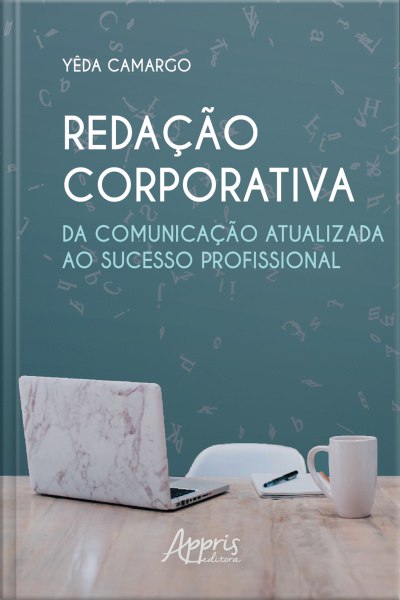 YÊDA CAMARGO
REDAÇÃO
CORPORATIVA
DA COMUNICAÇÃO ATUALIZADA
AO SUCESSO PROFISSIONAL
Appris
editora